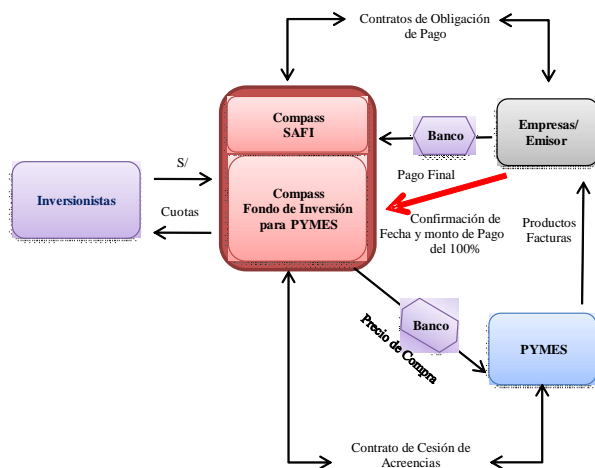 Contratos de Obligación
de Pago
Compass
SAFI
Banco
Empresas/
Emisor
S/
Pago Final
Inversionistas
Compass
Fondo de Inversión
para PYMES
Cuotas
Confirmación de
Fecha y monto de Pago
del 100%
Productos
Facturas
Banco
Precio de Compra
PYMES
Contrato de Cesión de
Acreencias